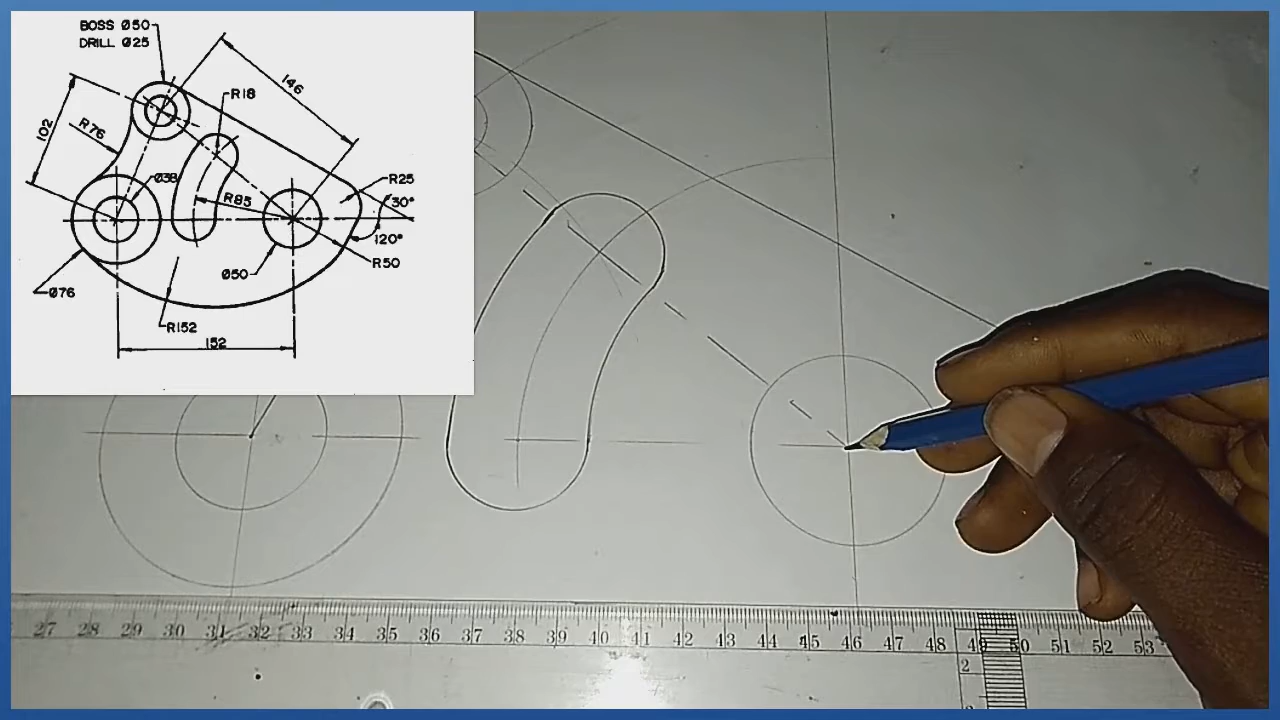 BOSS Ø50
DRILL Ø25
146
R18
102
R76
Ø38
R85
R25
30°
120°
R50
Ø50
Ø76
R152
152
27 28 29 30 31 32 33 34 35 36 37 38 39 40 41 42 43 44 45 46 47 48 49 50 51 52 53
2